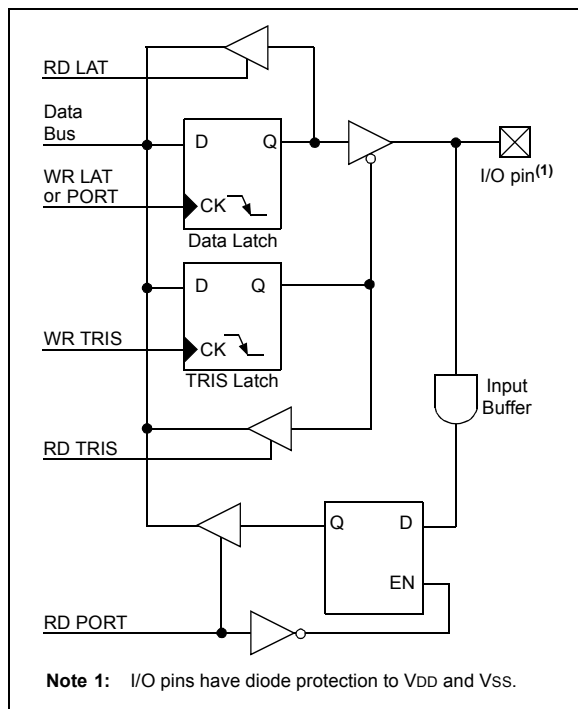 RD LAT
Data
Bus
D Q
WR LAT
or PORT
CK
Data Latch
I/O pin(1)
D Q
WR TRIS
CK
TRIS Latch
Input
Buffer
RD TRIS
Q D
EN
RD PORT
Note 1: I/O pins have diode protection to VDD and VSS.